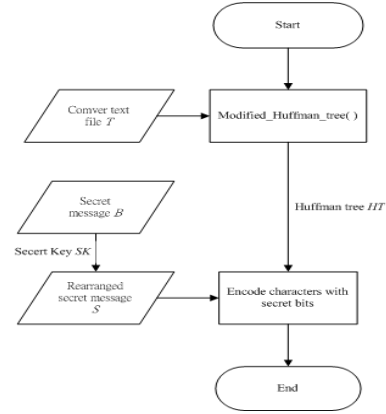 Start
Comver text
file T
Modified_Huffman_tree( )
Secret
message B
Huffman tree HT
Secert Key SK
Rearranged
secret message
S
Encode characters with
secret bits
End